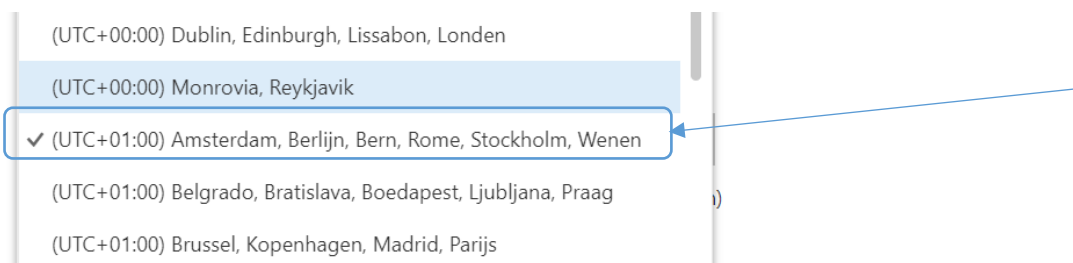 (UTC+00:00) Dublin, Edinburgh, Lissabon, Londen
(UTC+00:00) Monrovia, Reykjavik
(UTC+01:00) Amsterdam, Berlijn, Bern, Rome, Stockholm, Wenen
(UTC+01:00) Belgrado, Bratislava, Boedapest, Ljubljana, Praag
(UTC+01:00) Brussel, Kopenhagen, Madrid, Parijs